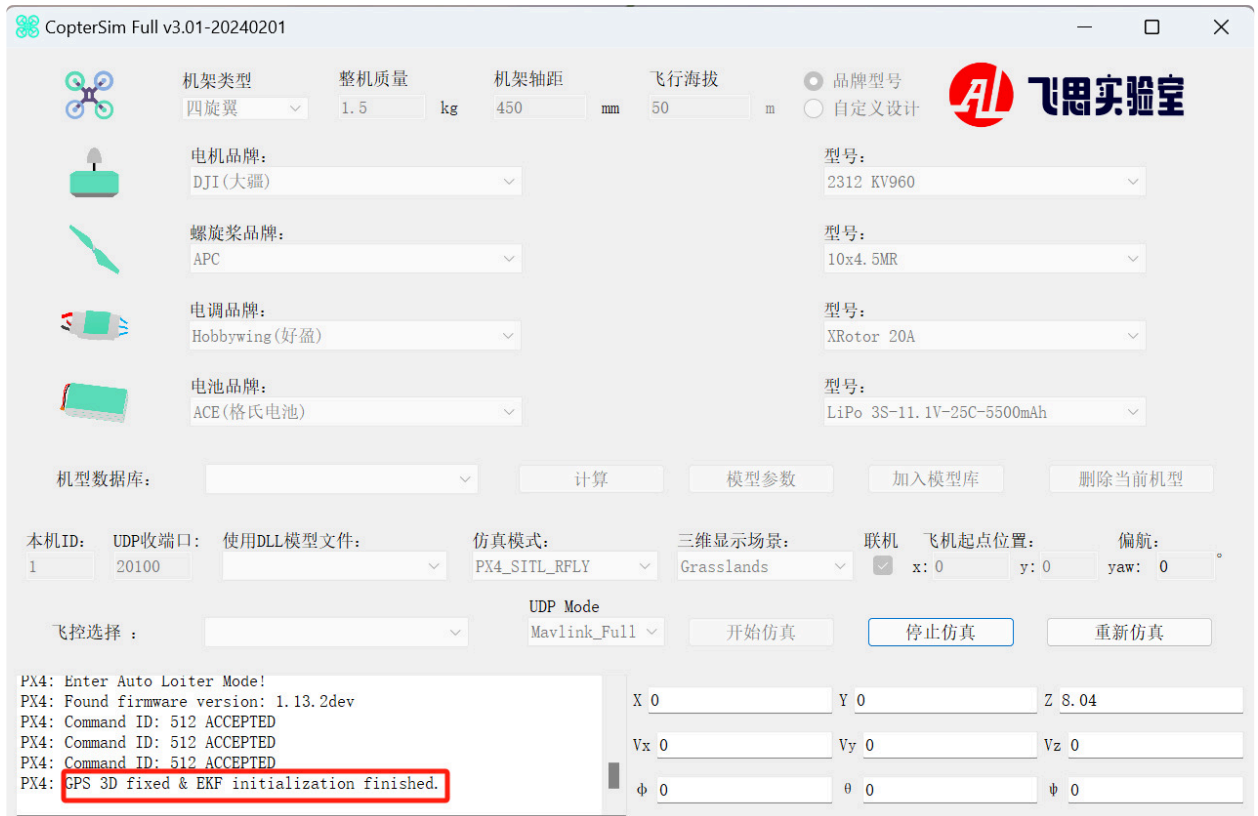 CopterSim Full v3.01-20240201
机架类型 整机质量 机架轴距 飞行海拔 品牌型号
四旋翼 1.5 kg 450 mm 50 m 自定义设计
AI 飞思实验室
电机品牌： 型号：
DJI(大疆) 2312 KV960
螺旋桨品牌： 型号：
APC 10x4.5MR
电调品牌： 型号：
Hobbywing(好盈) XRotor 20A
电池品牌： 型号：
ACE(格氏电池) LiPo 3S-11.1V-25C-5500mAh
机型数据库： 计算 模型参数 加入模型库 删除当前机型
本机ID： UDP收端口： 使用DLL模型文件： 仿真模式： 三维显示场景： 联机 飞机起点位置： 偏航：
1 20100 PX4_SITL_RFLY Grasslands x: 0 y: 0 yaw: 0 °
UDP Mode
飞控选择 ： Mavlink_Full 开始仿真 停止仿真 重新仿真
PX4: Enter Auto Loiter Mode!
PX4: Found firmware version: 1.13.2dev
PX4: Command ID: 512 ACCEPTED
PX4: Command ID: 512 ACCEPTED
PX4: Command ID: 512 ACCEPTED
PX4: GPS 3D fixed & EKF initialization finished.
X 0 Y 0 Z 8.04
Vx 0 Vy 0 Vz 0
ϕ 0 θ 0 ψ 0